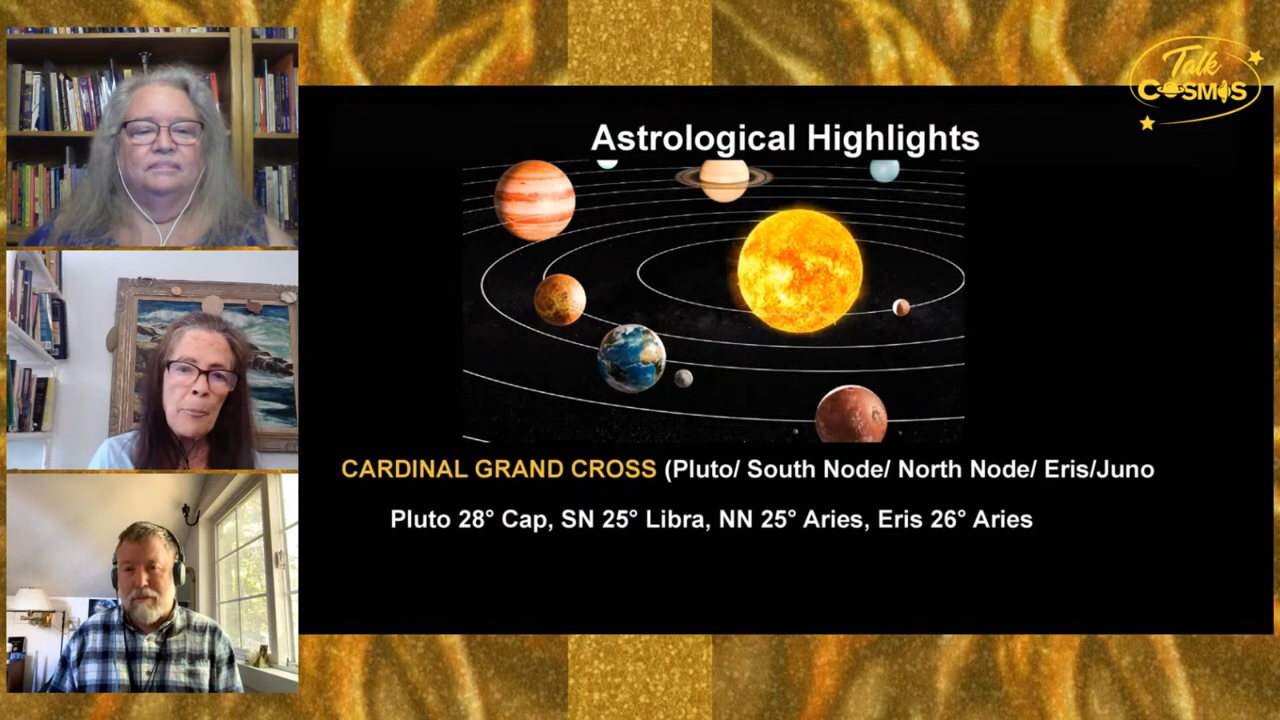 Talk
COSMOS
Astrological Highlights
CARDINAL GRAND CROSS (Pluto/ South Node/ North Node/ Eris/Juno
Pluto 28° Cap, SN 25° Libra, NN 25° Aries, Eris 26° Aries